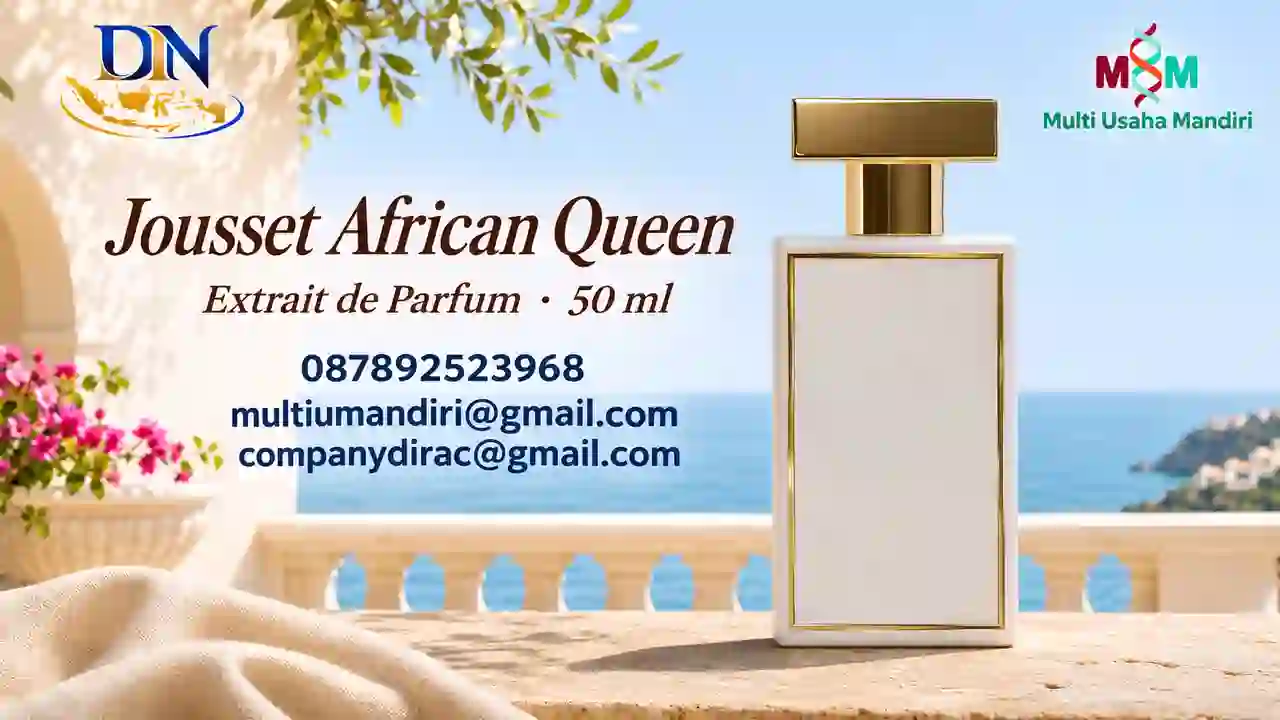 DN
MSM
Multi Usaha Mandiri
Jousset African Queen
Extrait de Parfum · 50 ml
087892523968
multiumandiri@gmail.com
companydirac@gmail.com